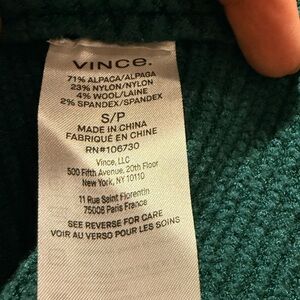 VINCE.
71% ALPACA/ALPAGA
23% NYLON/NYLON
4% WOOL/LAINE
2% SPANDEX/SPANDEX
S/P
MADE IN CHINA
FABRIQUÉ EN CHINE
RN#106730
Vince, LLC
500 Fifth Avenue, 20th Floor
New York, NY 10110
11 Rue Saint Florentin
75008 Paris France
SEE REVERSE FOR CARE
VOIR AU VERSO POUR LES SOINS